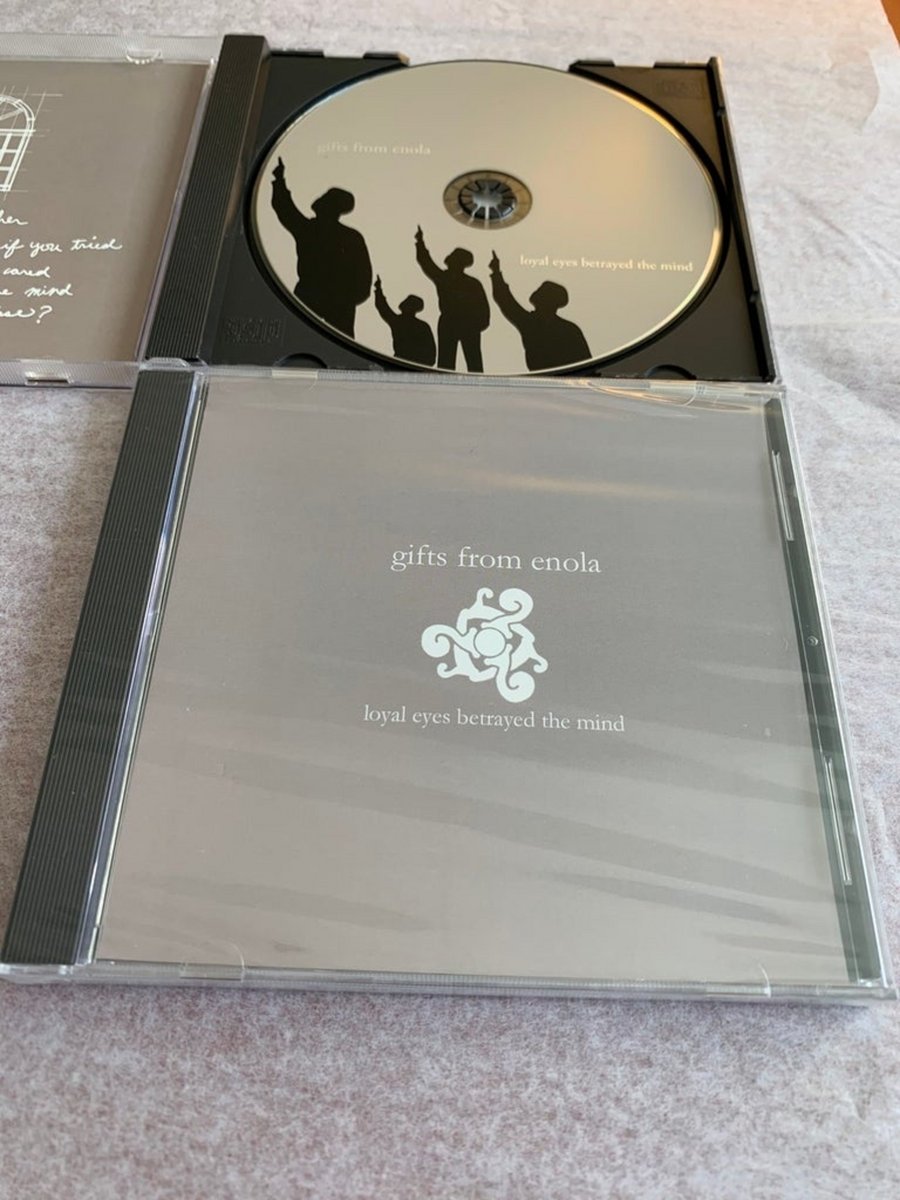 if you tried
cared
mind
gifts from enola
loyal eyes betrayed the mind
gifts from enola
loyal eyes betrayed the mind